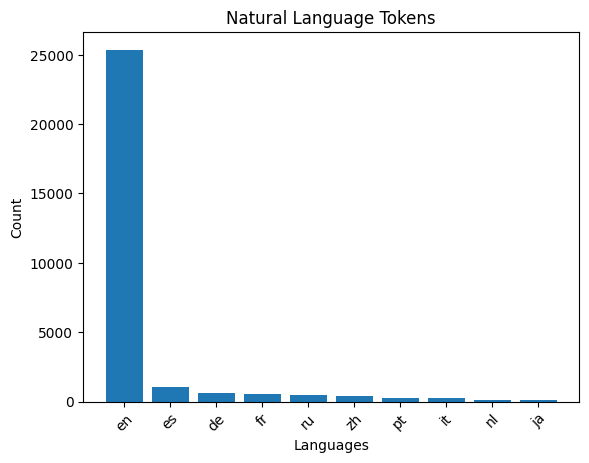 Natural Language Tokens
25000
20000
15000
10000
5000
0
Count
en es de fr ru zh pt it nl ja
Languages